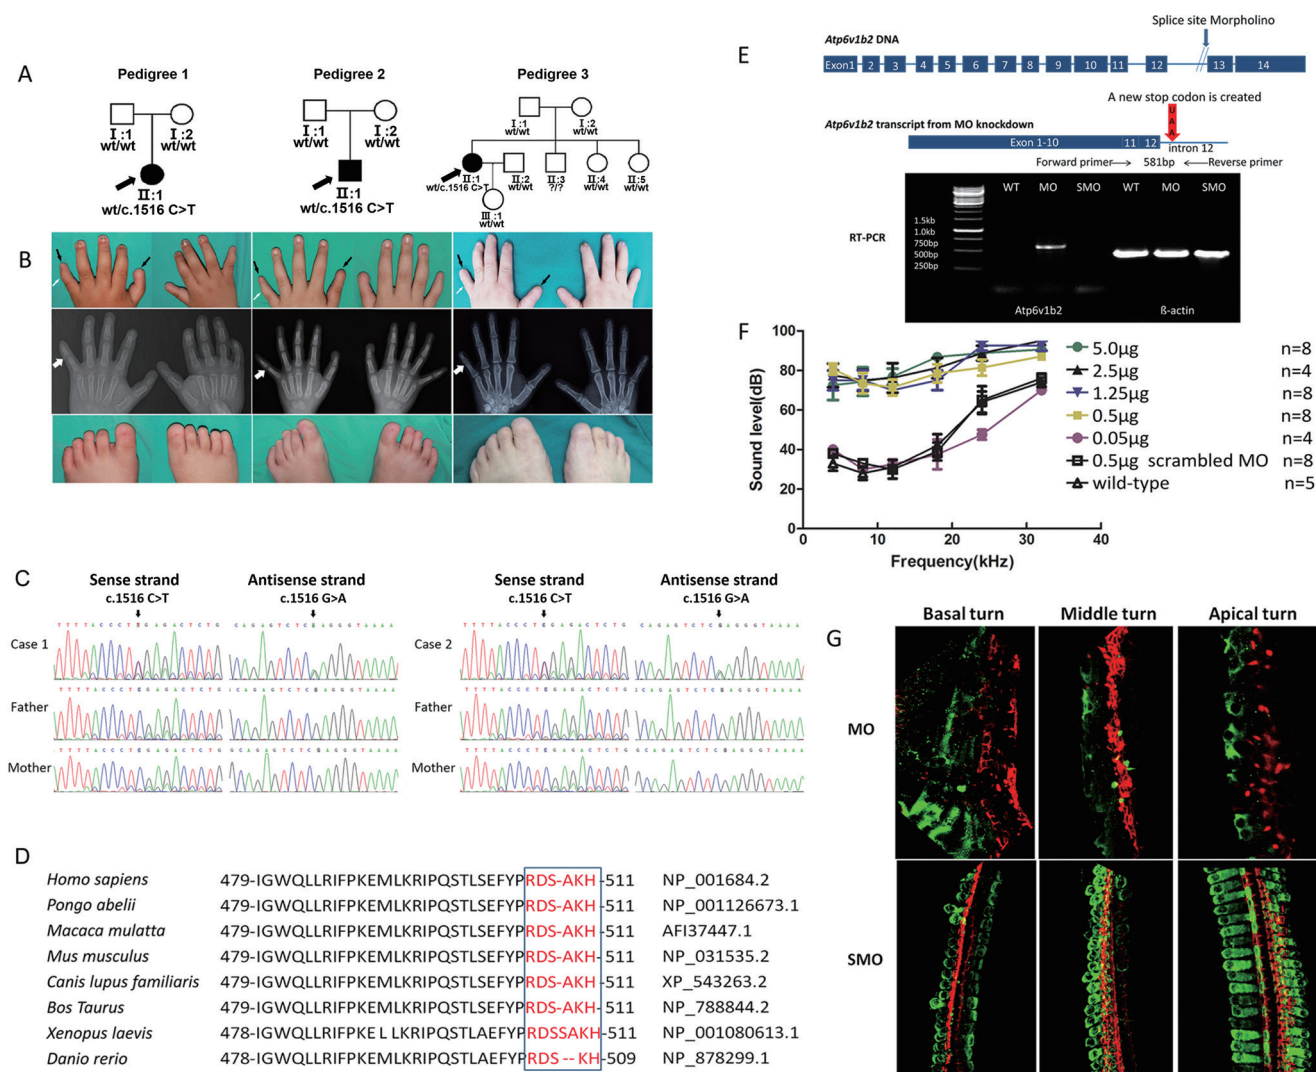 A
Pedigree 1
Pedigree 2
Pedigree 3
I:1
wt/wt
I:2
wt/wt
II:1
wt/c.1516 C>T
I:1
wt/wt
I:2
wt/wt
II:1
wt/c.1516 C>T
I:1
wt/wt
I:2
wt/wt
II:1
wt/c.1516 C>T
II:2
wt/wt
II:3
?/?
II:4
wt/wt
II:5
wt/wt
III:1
wt/wt
B
C
Sense strand
c.1516 C>T
Antisense strand
c.1516 G>A
Sense strand
c.1516 C>T
Antisense strand
c.1516 G>A
Case 1
Father
Mother
Case 2
Father
Mother
D
Homo sapiens 479-IGWQLLRIFPKEMLKRIPQSTLSEFYPRDS-AKH-511 NP_001684.2
Pongo abelii 479-IGWQLLRIFPKEMLKRIPQSTLSEFYPRDS-AKH-511 NP_001126673.1
Macaca mulatta 479-IGWQLLRIFPKEMLKRIPQSTLSEFYPRDS-AKH-511 AFI37447.1
Mus musculus 479-IGWQLLRIFPKEMLKRIPQSTLSEFYPRDS-AKH-511 NP_031535.2
Canis lupus familiaris 479-IGWQLLRIFPKEMLKRIPQSTLSEFYPRDS-AKH-511 XP_543263.2
Bos Taurus 479-IGWQLLRIFPKEMLKRIPQSTLSEFYPRDS-AKH-511 NP_788844.2
Xenopus laevis 478-IGWQLLRIFPKE L LKRIPQSTLAEFYPRDSSAKH-511 NP_001080613.1
Danio rerio 478-IGWQLLRIFPKEMLKRIPQSTLAEFYPRDS -- KH-509 NP_878299.1
E
Splice site Morpholino
Atp6v1b2 DNA
Exon1 2 3 4 5 6 7 8 9 10 11 12 13 14
A new stop codon is created
UAA
Atp6v1b2 transcript from MO knockdown
Exon 1-10 11 12
intron 12
Forward primer 581bp Reverse primer
WT MO SMO WT MO SMO
RT-PCR
1.5kb
1.0kb
750bp
500bp
250bp
Atp6v1b2 ß-actin
F
Sound level(dB)
100
80
60
40
20
0
0 10 20 30 40
Frequency(kHz)
5.0µg n=8
2.5µg n=4
1.25µg n=8
0.5µg n=8
0.05µg n=4
0.5µg scrambled MO n=8
wild-type n=5
G
Basal turn Middle turn Apical turn
MO
SMO